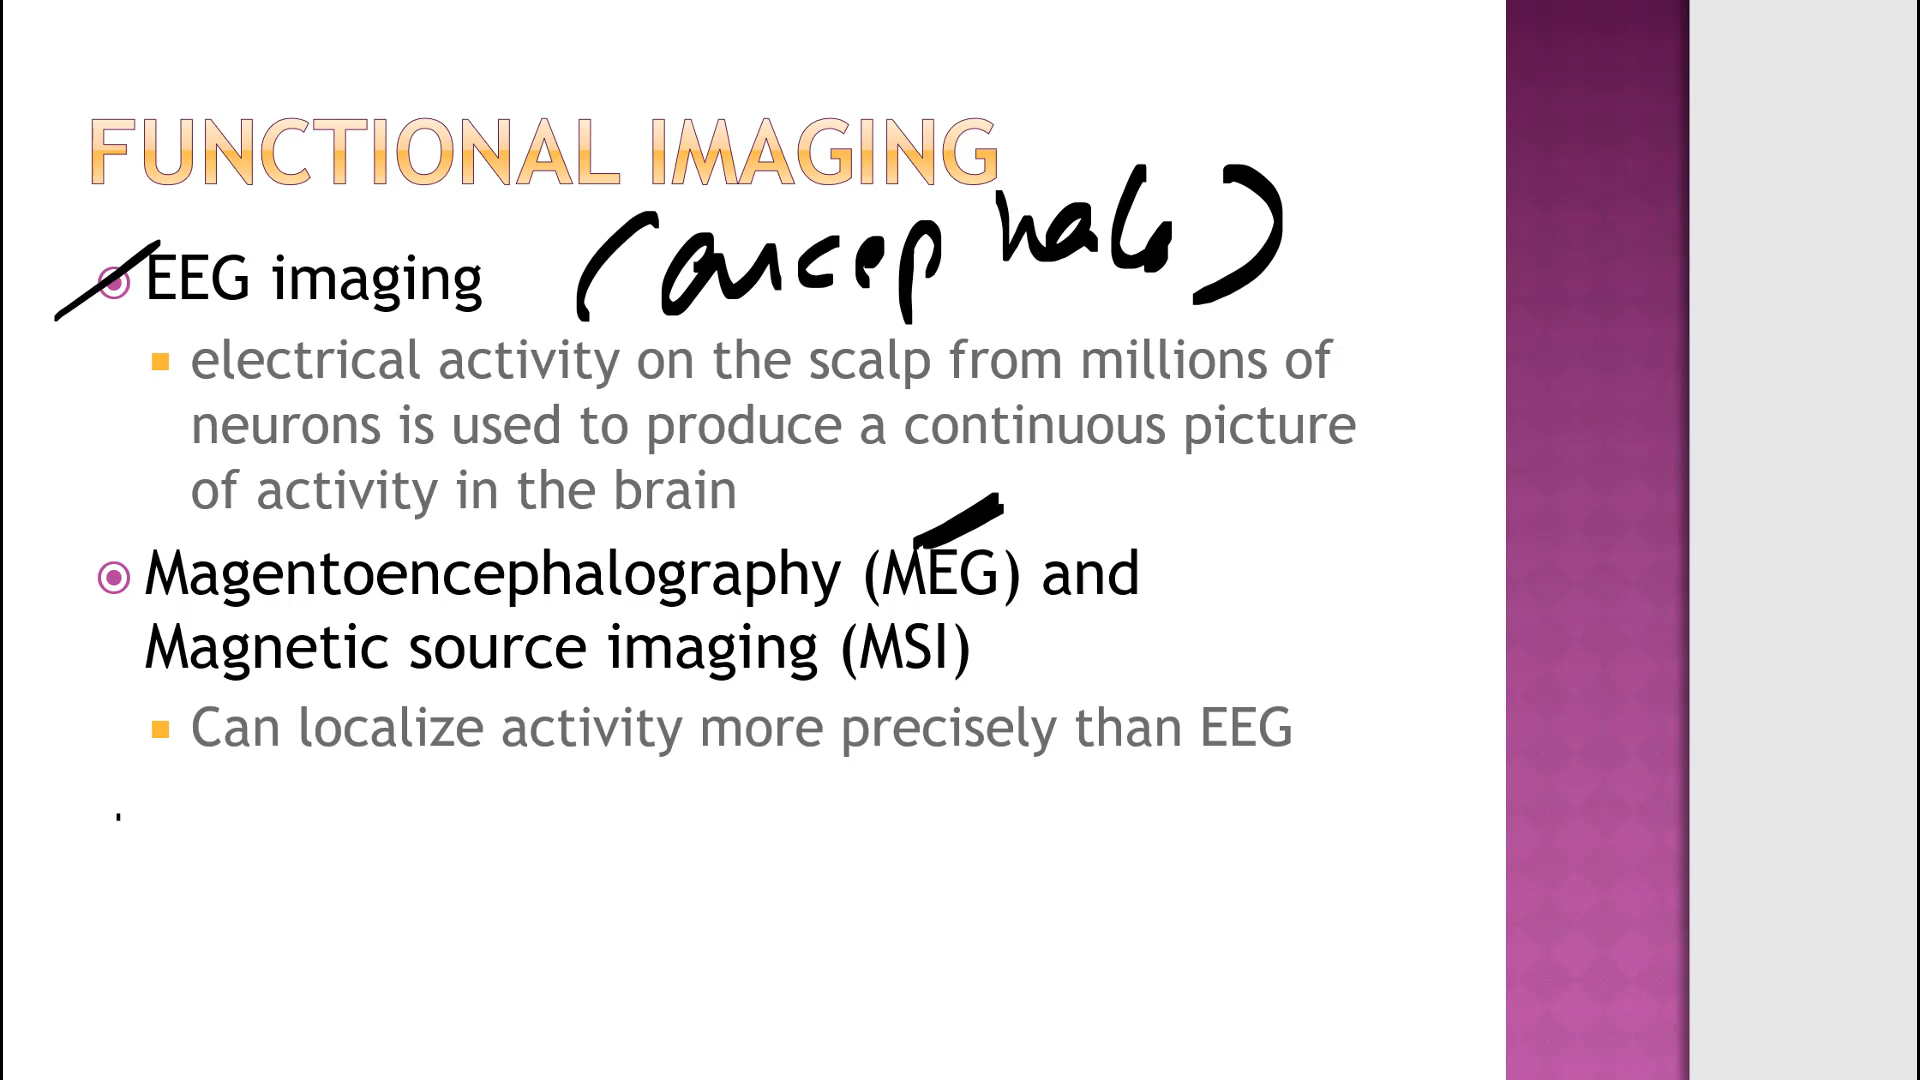 FUNCTIONAL IMAGING
(encephalo)
EEG imaging
electrical activity on the scalp from millions of
neurons is used to produce a continuous picture
of activity in the brain
Magentoencephalography (MEG) and
Magnetic source imaging (MSI)
Can localize activity more precisely than EEG